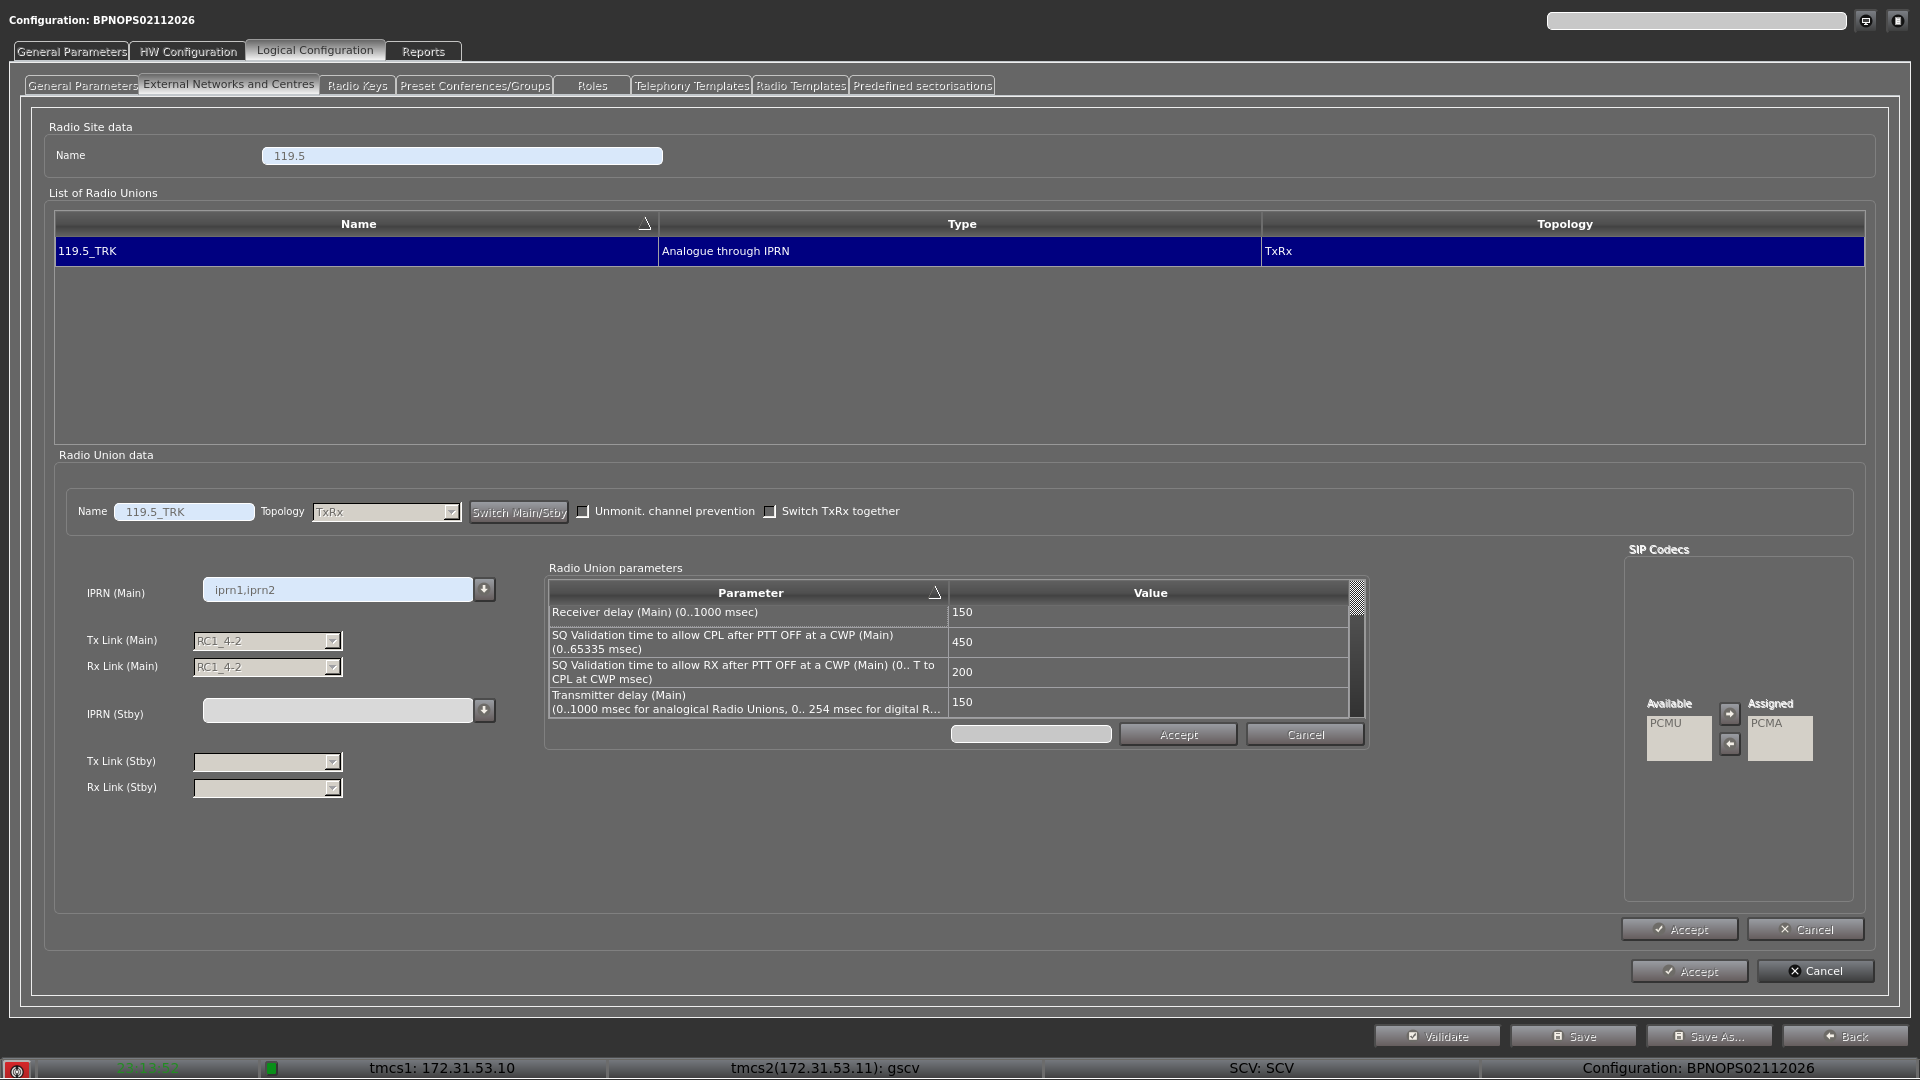 Configuration: BPNOPS02112026
General Parameters HW Configuration Logical Configuration Reports
General Parameters External Networks and Centres Radio Keys Preset Conferences/Groups Roles Telephony Templates Radio Templates Predefined sectorisations
Radio Site data
Name 119.5
List of Radio Unions
Name Type Topology
119.5_TRK Analogue through IPRN TxRx
Radio Union data
Name 119.5_TRK Topology TxRx Switch Main/Stby Unmonit. channel prevention Switch TxRx together
SIP Codecs
Radio Union parameters
IPRN (Main) iprn1,iprn2
Parameter Value
Receiver delay (Main) (0..1000 msec) 150
SQ Validation time to allow CPL after PTT OFF at a CWP (Main)
(0..65335 msec) 450
SQ Validation time to allow RX after PTT OFF at a CWP (Main) (0.. T to
CPL at CWP msec) 200
Transmitter delay (Main)
(0..1000 msec for analogical Radio Unions, 0.. 254 msec for digital R... 150
Accept Cancel
Tx Link (Main) RC1_4-2
Rx Link (Main) RC1_4-2
IPRN (Stby)
Tx Link (Stby)
Rx Link (Stby)
Available Assigned
PCMU PCMA
Accept Cancel
Accept Cancel
Validate Save Save As... Back
tmcs1: 172.31.53.10 tmcs2(172.31.53.11): gscv SCV: SCV Configuration: BPNOPS02112026